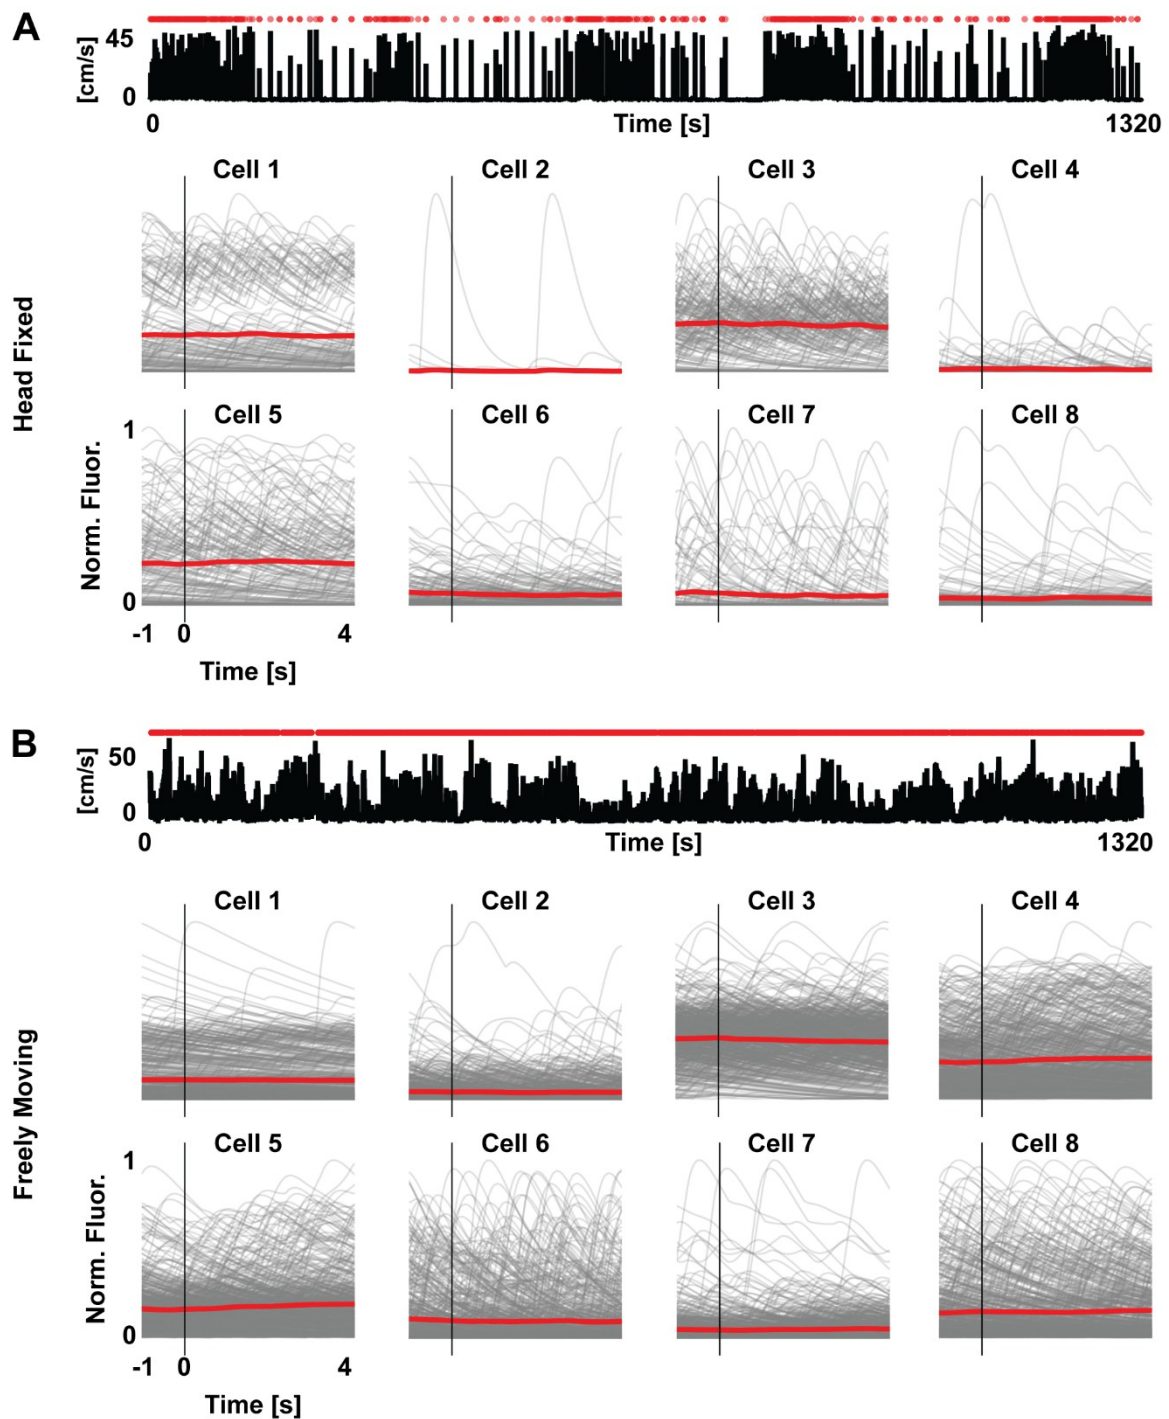 A
[cm/s]
45
0
0
Time [s]
1320
Head Fixed
Cell 1
Cell 2
Cell 3
Cell 4
Cell 5
Cell 6
Cell 7
Cell 8
Norm. Fluor.
1
0
-1 0 4
Time [s]
B
[cm/s]
50
0
0
Time [s]
1320
Freely Moving
Cell 1
Cell 2
Cell 3
Cell 4
Cell 5
Cell 6
Cell 7
Cell 8
Norm. Fluor.
1
0
-1 0 4
Time [s]